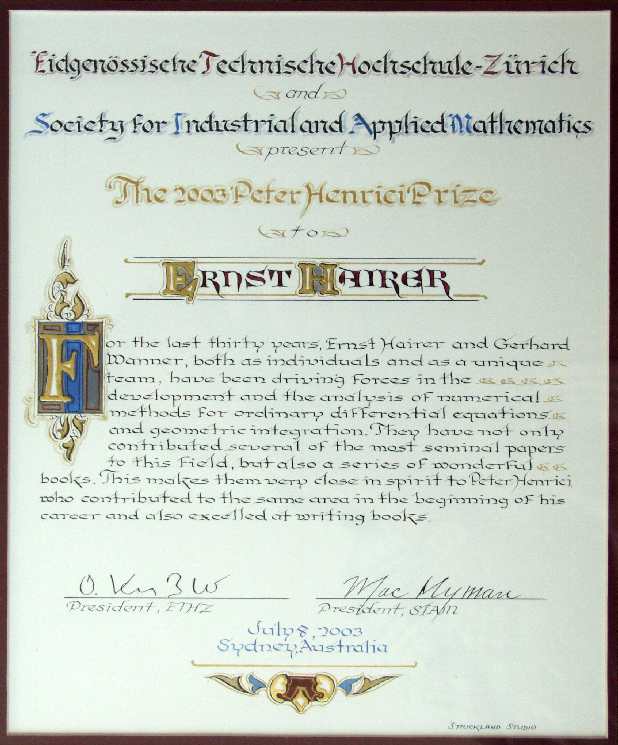 Eidgenössische Technische Hochschule-Zürich
and
Society for Industrial and Applied Mathematics
present
The 2003 Peter Henrici Prize
to
Ernst Hairer
For the last thirty years, Ernst Hairer and Gerhard
Wanner, both as individuals and as a unique
team, have been driving forces in the
development and the analysis of numerical
methods for ordinary differential equations
and geometric integration. They have not only
contributed several of the most seminal papers
to this field, but also a series of wonderful
books. This makes them very close in spirit to Peter Henrici
who contributed to the same area in the beginning of his
career and also excelled at writing books.
Mac Hyman
President, ETHZ President, SIAM
July 8, 2003
Sydney, Australia
Strickland Studio